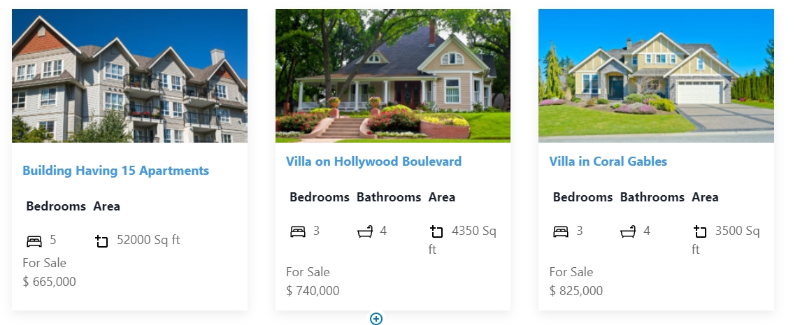 Building Having 15 Apartments
Bedrooms Area
5 52000 Sq ft
For Sale
$ 665,000
Villa on Hollywood Boulevard
Bedrooms Bathrooms Area
3 4 4350 Sq
ft
For Sale
$ 740,000
Villa in Coral Gables
Bedrooms Bathrooms Area
3 4 3500 Sq
ft
For Sale
$ 825,000